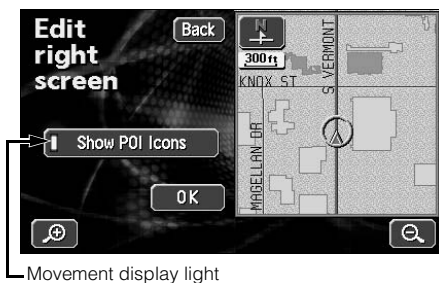 Edit
right
screen
Back
N
300ft
KNOX ST
S. VERMONT
MAGELLAN DR
Show POI Icons
OK
Movement display light